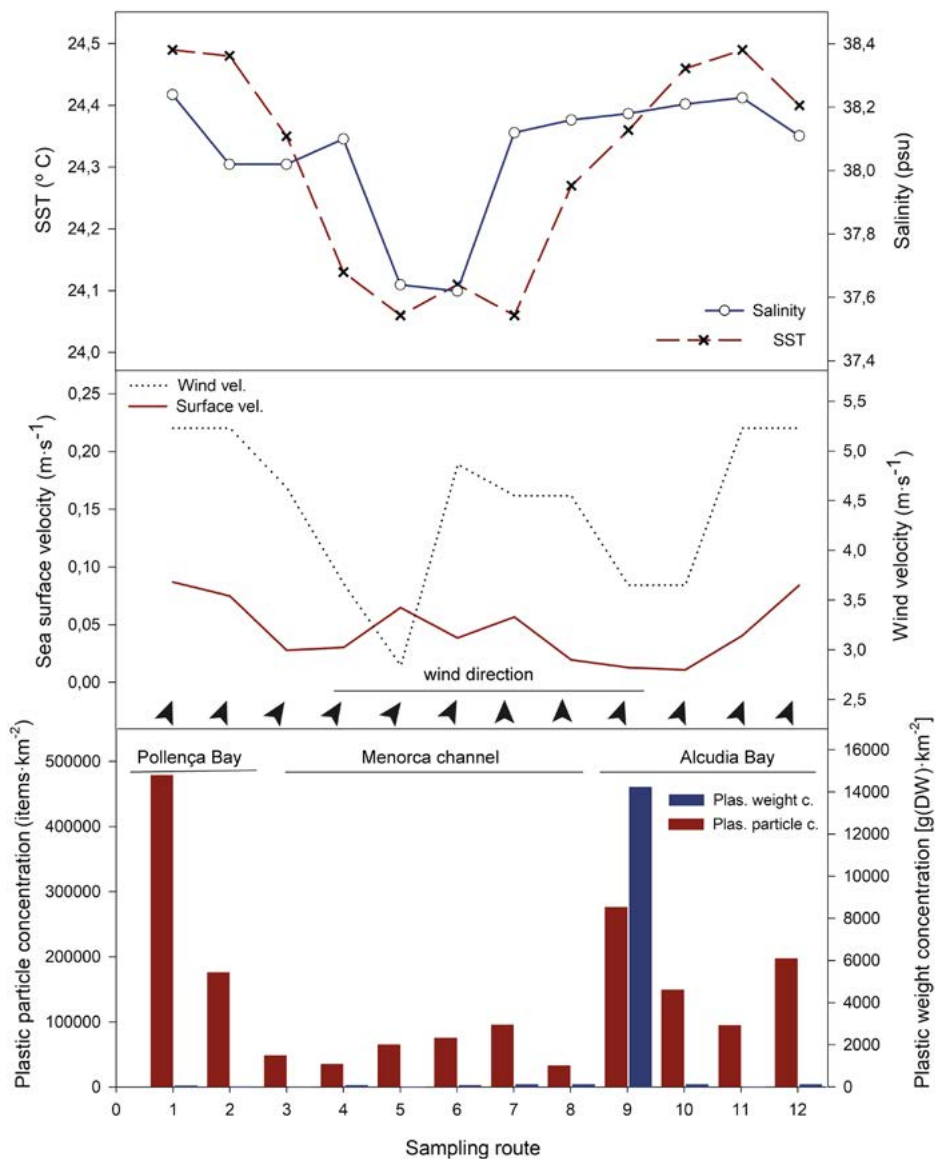 24,5
24,4
24,3
24,2
24,1
24,0
SST (º C)
38,4
38,2
38,0
37,8
37,6
37,4
Salinity (psu)
Salinity
SST
0,25
0,20
0,15
0,10
0,05
0,00
Sea surface velocity (m·s⁻¹)
Wind vel.
Surface vel.
5,5
5,0
4,5
4,0
3,5
3,0
2,5
Wind velocity (m·s⁻¹)
wind direction
500000
400000
300000
200000
100000
0
Plastic particle concentration (items·km⁻²)
Pollença Bay
Menorca channel
Alcudia Bay
Plas. weight c.
Plas. particle c.
16000
14000
12000
10000
8000
6000
4000
2000
0
Plastic weight concentration [g(DW)·km⁻²]
0 1 2 3 4 5 6 7 8 9 10 11 12
Sampling route